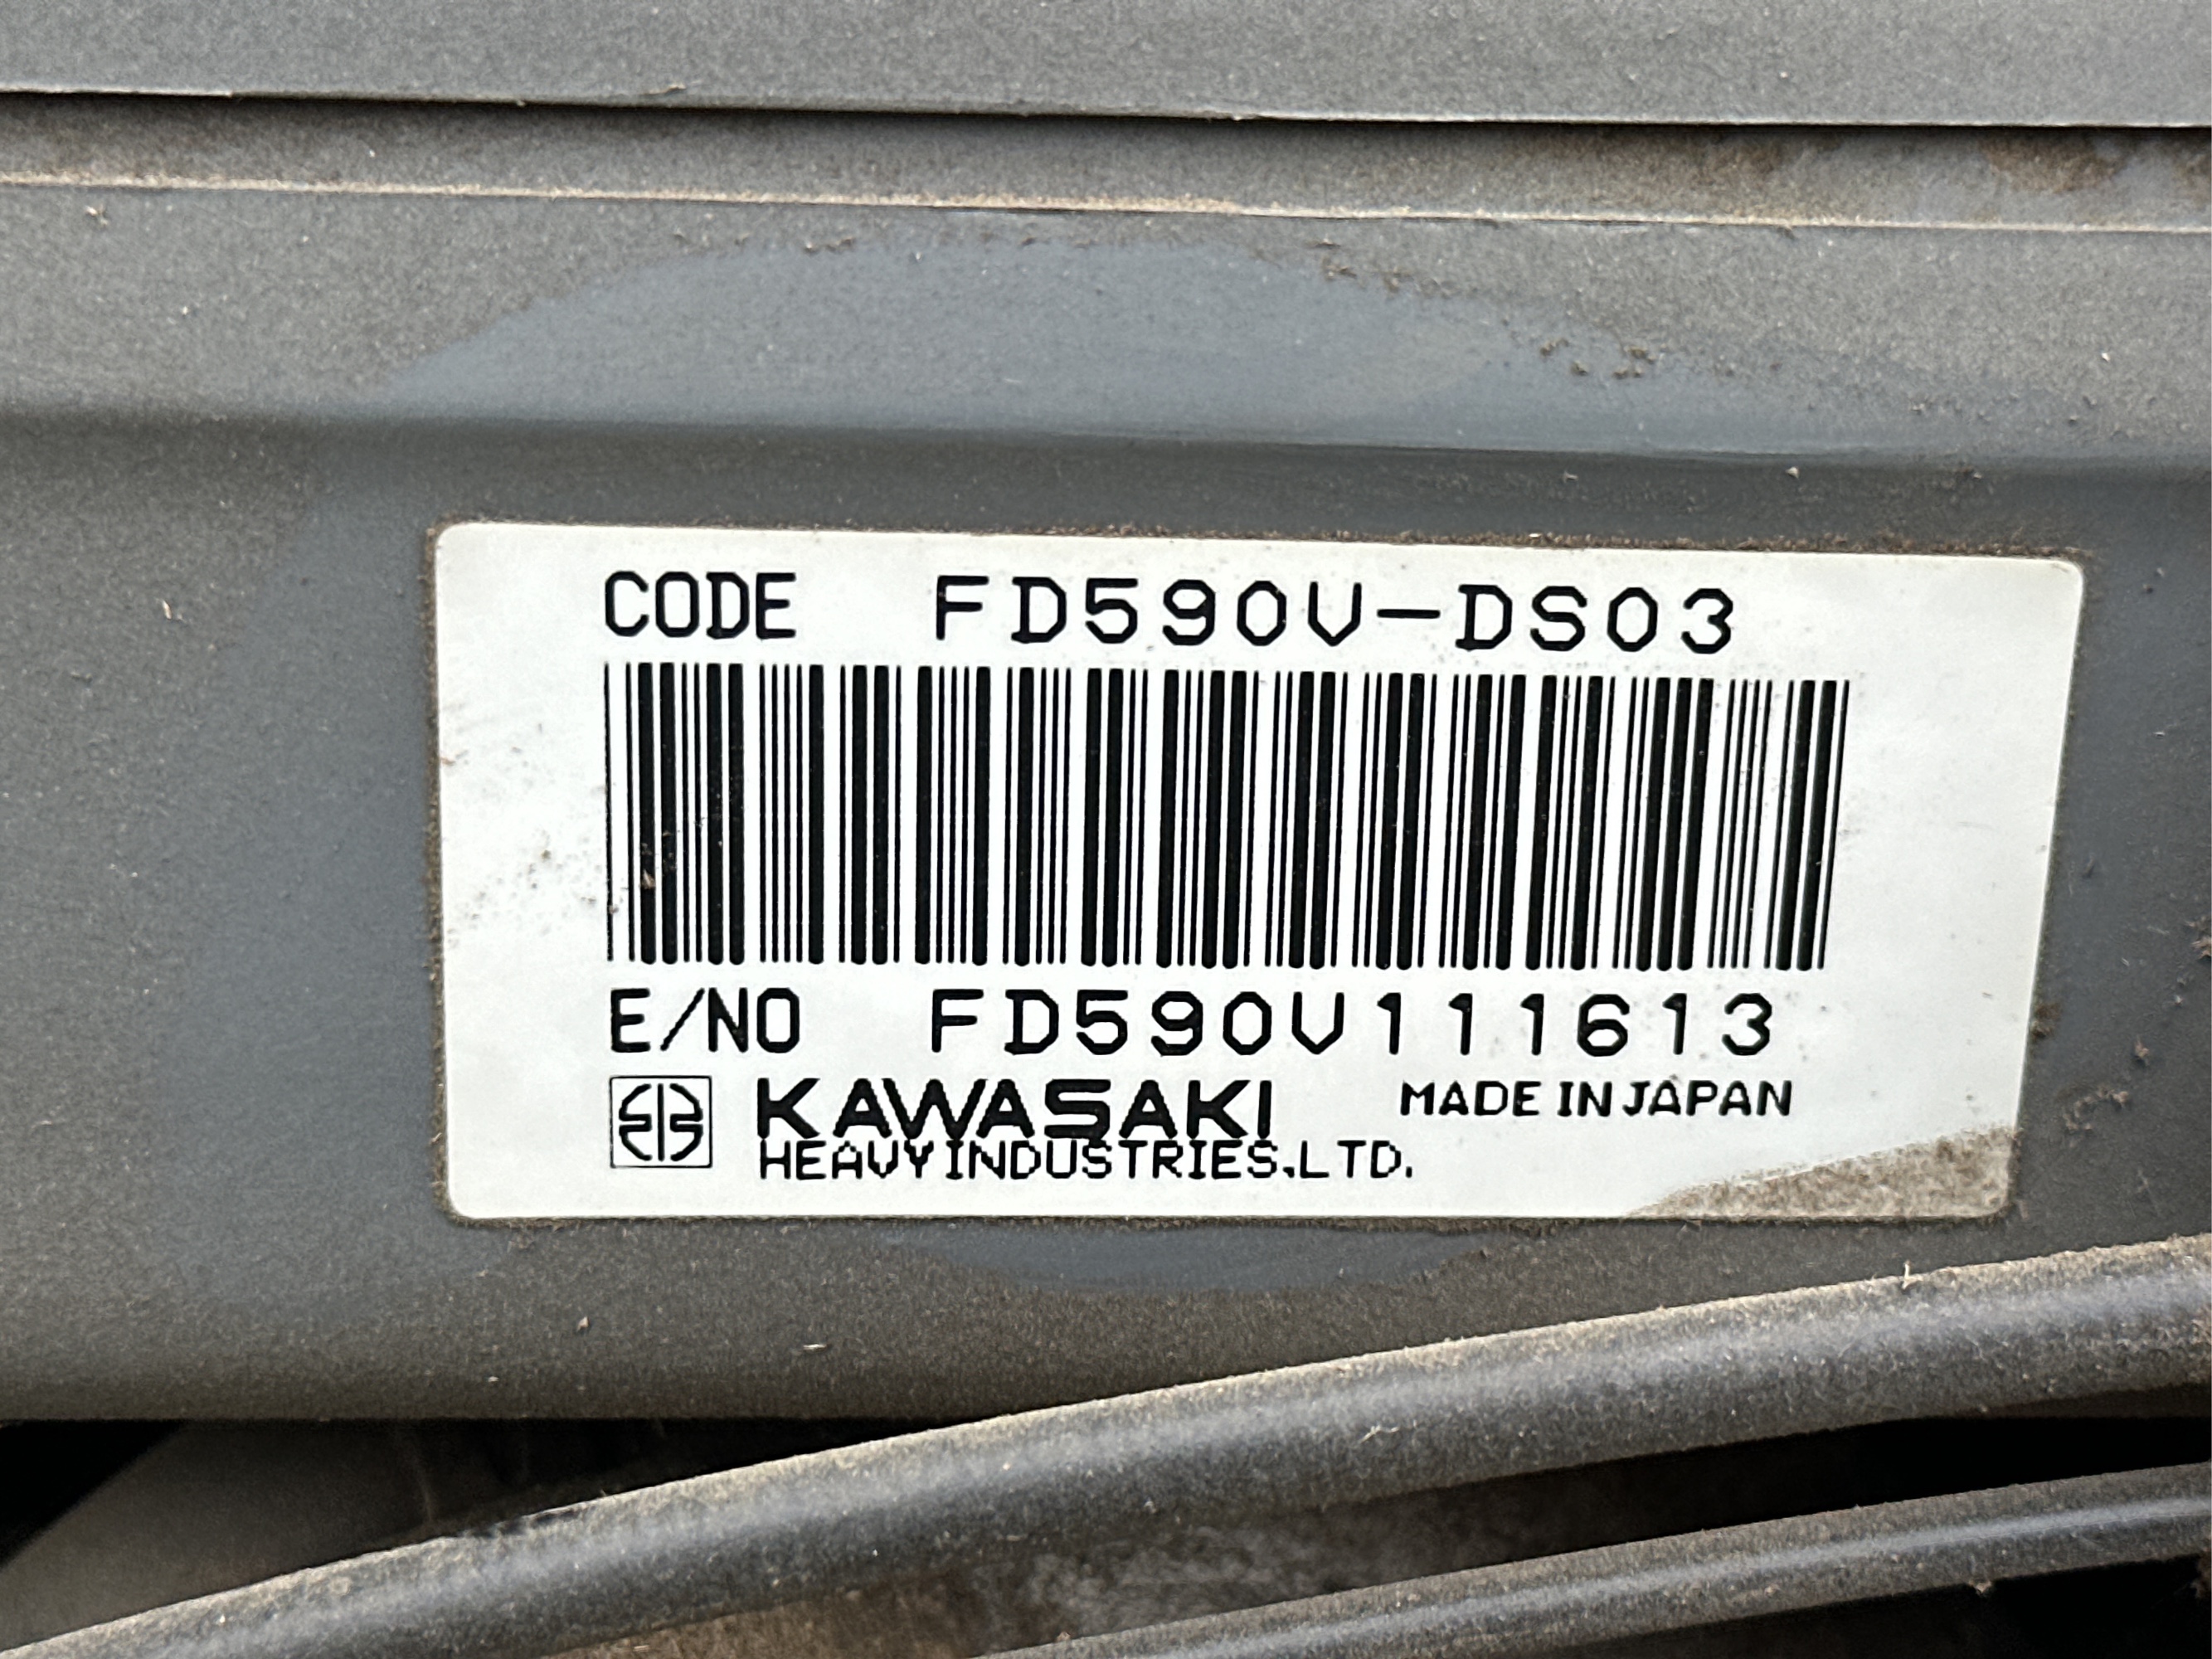 CODE FD590V-DS03
E/NO FD590V111613
KAWASAKI MADE IN JAPAN
HEAVY INDUSTRIES,LTD.